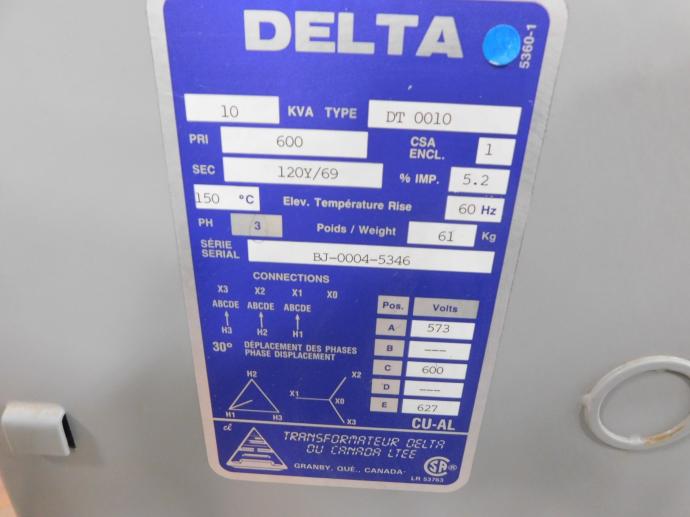 DELTA
5360-1
10 KVA TYPE DT 0010
PRI 600 CSA ENCL. 1
SEC 120Y/69 % IMP. 5.2
150 °C Elev. Température Rise 60 Hz
PH 3 Poids / Weight 61 Kg
SÉRIE
SERIAL BJ-0004-5346
CONNECTIONS
X3 X2 X1 X0
ABCDE ABCDE ABCDE
H3 H2 H1
30° DÉPLACEMENT DES PHASES
PHASE DISPLACEMENT
H2
H1 H3
X1 X0 X2
X3
Pos. Volts
A 573
B ---
C 600
D ---
E 627
CU-AL
TRANSFORMATEUR DELTA
DU CANADA LTEE
GRANBY, QUÉ., CANADA
CSA ®
LR 53763